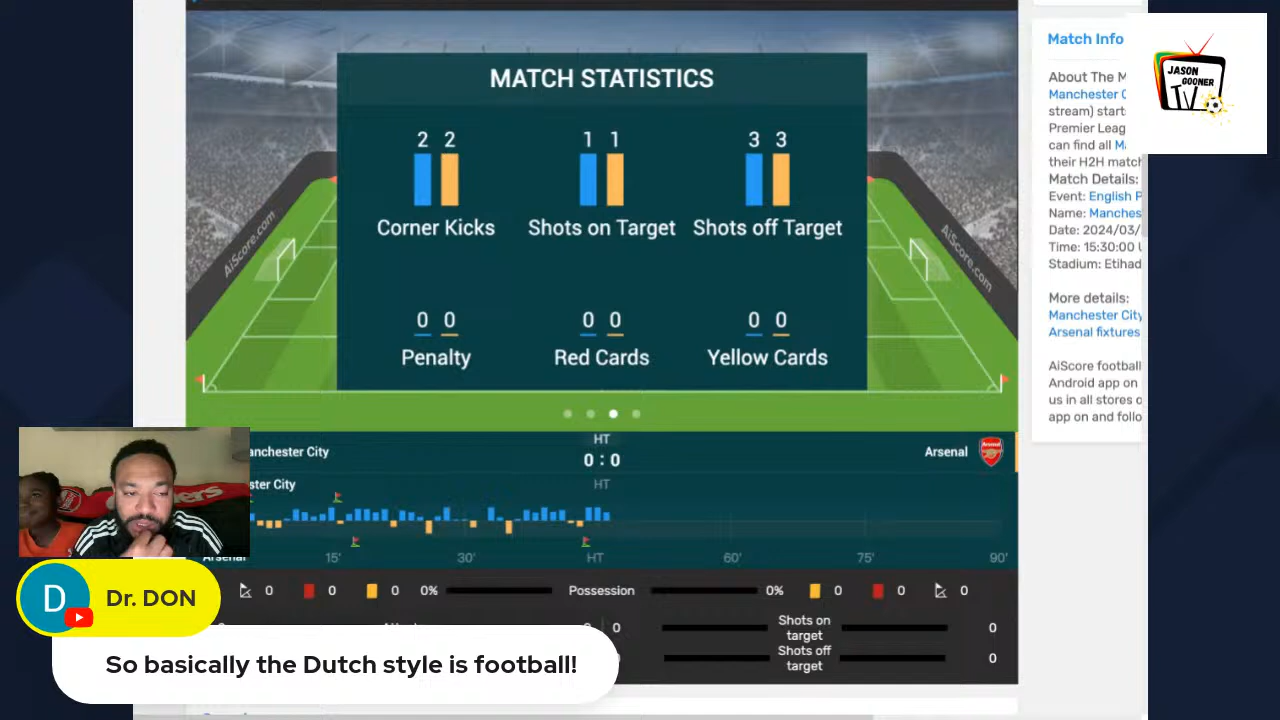 MATCH STATISTICS
2 2
1 1
3 3
Corner Kicks
Shots on Target
Shots off Target
0 0
0 0
0 0
Penalty
Red Cards
Yellow Cards
AiScore.com
AiScore.com
HT
anchester City
0 : 0
Arsenal
ster City
HT
Arsenal
15'
30'
HT
60'
75'
90'
0
0
0
0%
Possession
0%
0
0
0
0
Shots on target
0
Shots off target
0
Match Info
About The M
Manchester C
stream) start
Premier Leag
can find all M
their H2H match
Match Details:
Event: English P
Name: Manches
Date: 2024/03/
Time: 15:30:00 U
Stadium: Etihad
More details:
Manchester City
Arsenal fixtures
AiScore football
Android app on
us in all stores o
app on and follo
JASON
GOONER
TV
D
Dr. DON
So basically the Dutch style is football!